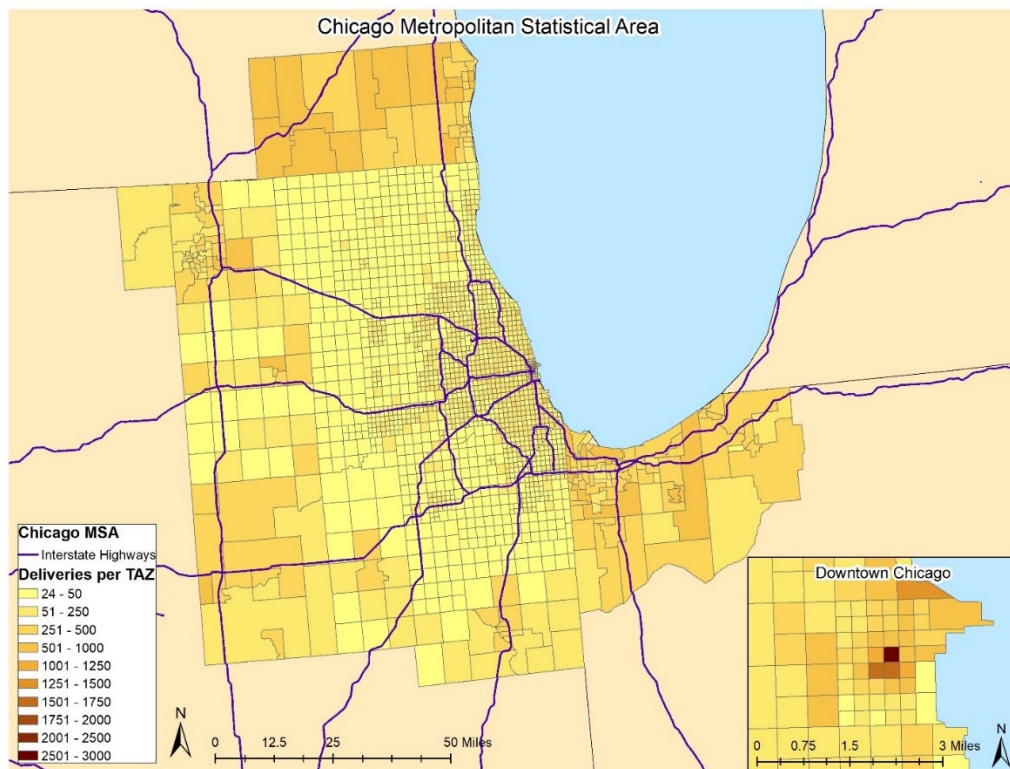 Chicago Metropolitan Statistical Area
Chicago MSA
Interstate Highways
Deliveries per TAZ
24 - 50
51 - 250
251 - 500
501 - 1000
1001 - 1250
1251 - 1500
1501 - 1750
1751 - 2000
2001 - 2500
2501 - 3000
N
0 12.5 25 50 Miles
Downtown Chicago
N
0 0.75 1.5 3 Miles